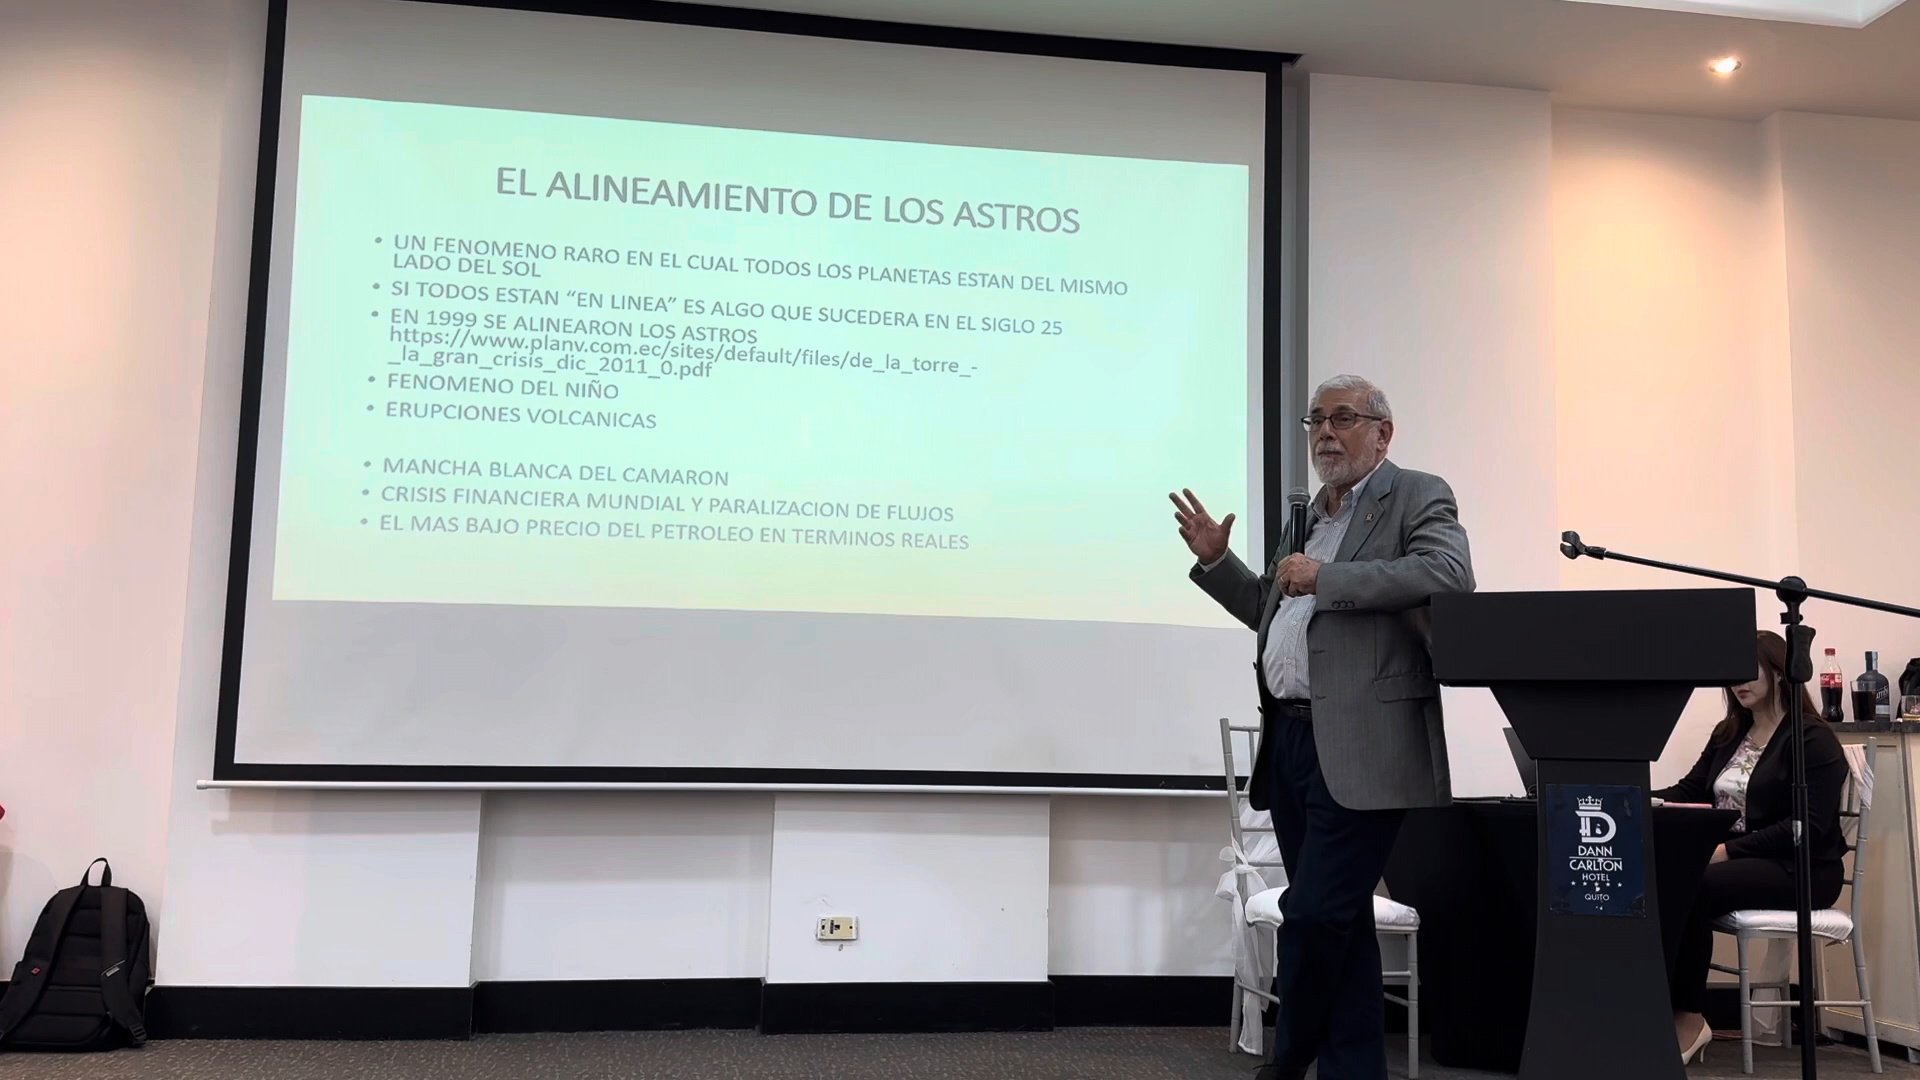 EL ALINEAMIENTO DE LOS ASTROS
• UN FENOMENO RARO EN EL CUAL TODOS LOS PLANETAS ESTAN DEL MISMO
LADO DEL SOL
• SI TODOS ESTAN “EN LINEA” ES ALGO QUE SUCEDERA EN EL SIGLO 25
• EN 1999 SE ALINEARON LOS ASTROS
https://www.planv.com.ec/sites/default/files/de_la_torre_-
_la_gran_crisis_dic_2011_0.pdf
• FENOMENO DEL NIÑO
• ERUPCIONES VOLCANICAS
• MANCHA BLANCA DEL CAMARON
• CRISIS FINANCIERA MUNDIAL Y PARALIZACION DE FLUJOS
• EL MAS BAJO PRECIO DEL PETROLEO EN TERMINOS REALES
DANN
CARLTON
HOTEL
QUITO